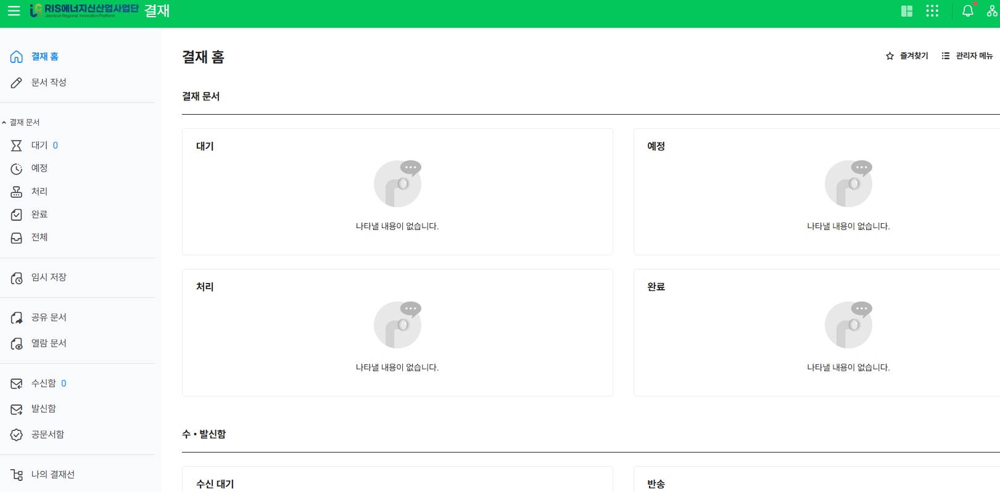 RIS에너지신산업사업단 결재
Jeonbuk Regional Innovation Platform
결재 홈
문서 작성
결재 문서
대기 0
예정
처리
완료
전체
임시 저장
공유 문서
열람 문서
수신함 0
발신함
공문서함
나의 결재선
결재 홈
즐겨찾기
관리자 메뉴
결재 문서
대기
나타낼 내용이 없습니다.
예정
나타낼 내용이 없습니다.
처리
나타낼 내용이 없습니다.
완료
나타낼 내용이 없습니다.
수 • 발신함
수신 대기
반송